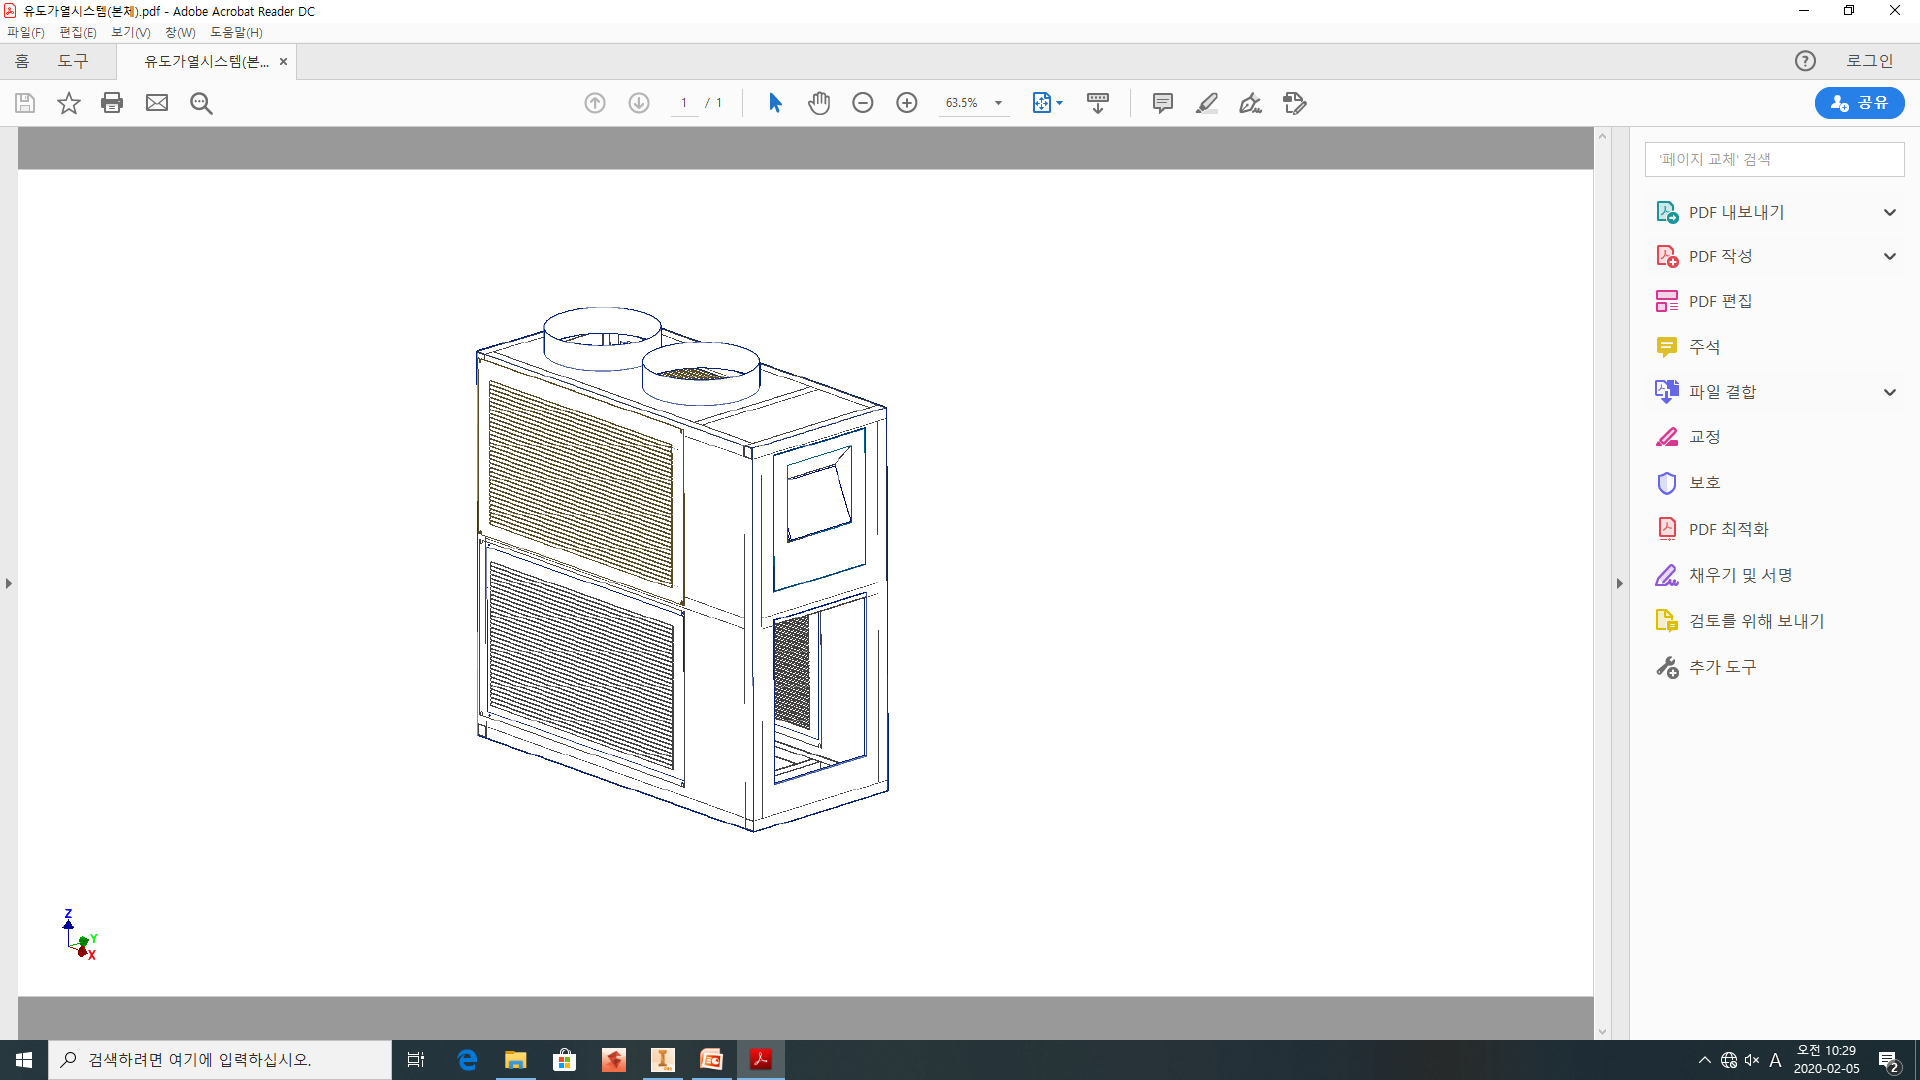 유도가열시스템(본체).pdf - Adobe Acrobat Reader DC
파일(F) 편집(E) 보기(V) 창(W) 도움말(H)
홈 도구 유도가열시스템(본... × ? 로그인
1 / 1 63.5% 공유
'페이지 교체' 검색
PDF 내보내기
PDF 작성
PDF 편집
주석
파일 결합
교정
보호
PDF 최적화
채우기 및 서명
검토를 위해 보내기
추가 도구
Z
Y
X
검색하려면 여기에 입력하십시오.
A 오전 10:29
2020-02-05
2